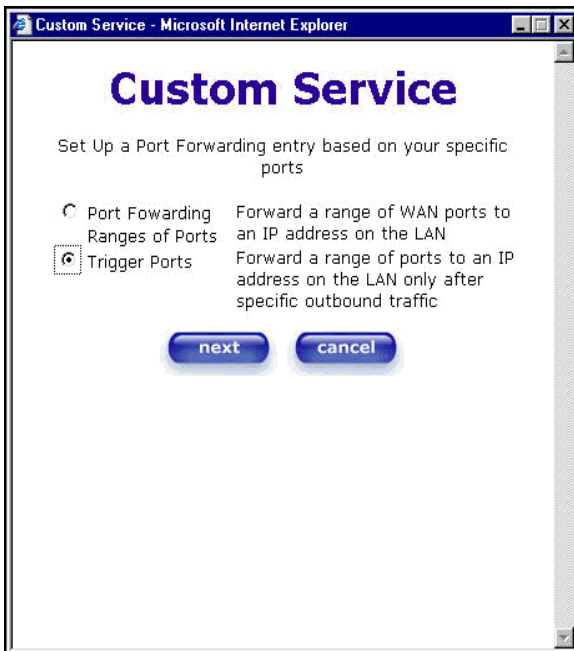 Custom Service - Microsoft Internet Explorer
Custom Service
Set Up a Port Forwarding entry based on your specific
ports
Port Fowarding
Ranges of Ports
Forward a range of WAN ports to
an IP address on the LAN
Trigger Ports
Forward a range of ports to an IP
address on the LAN only after
specific outbound traffic
next
cancel